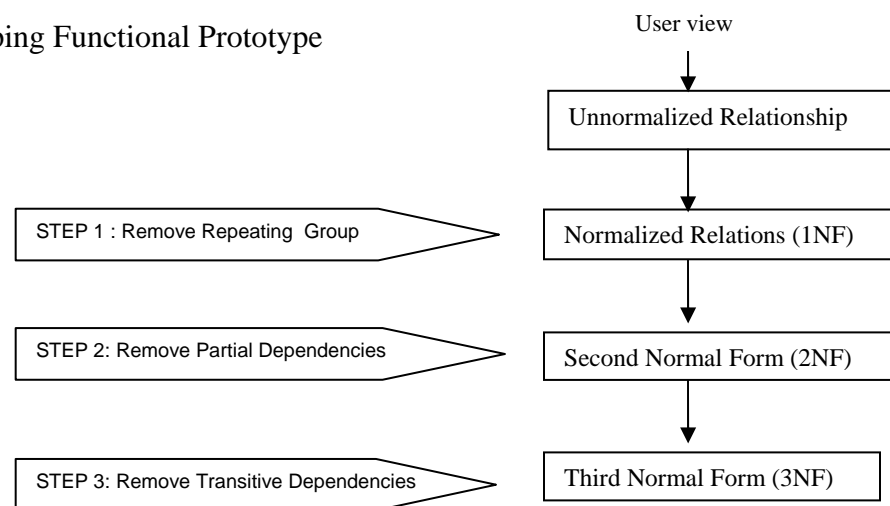 User view
Functional Prototype
Unnormalized Relationship
STEP 1 : Remove Repeating Group
Normalized Relations (1NF)
STEP 2: Remove Partial Dependencies
Second Normal Form (2NF)
STEP 3: Remove Transitive Dependencies
Third Normal Form (3NF)